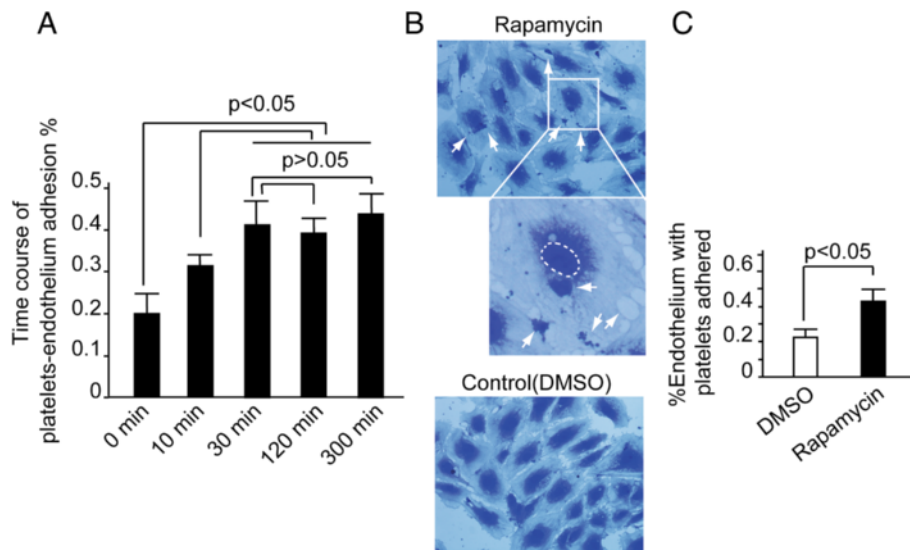 A
p<0.05
p>0.05
Time course of
platelets-endothelium adhesion %
0.5
0.4
0.3
0.2
0.1
0
0 min
10 min
30 min
120 min
300 min
B
Rapamycin
Control(DMSO)
C
p<0.05
%Endothelium with
platelets adhered
0.6
0.4
0.2
0
DMSO
Rapamycin